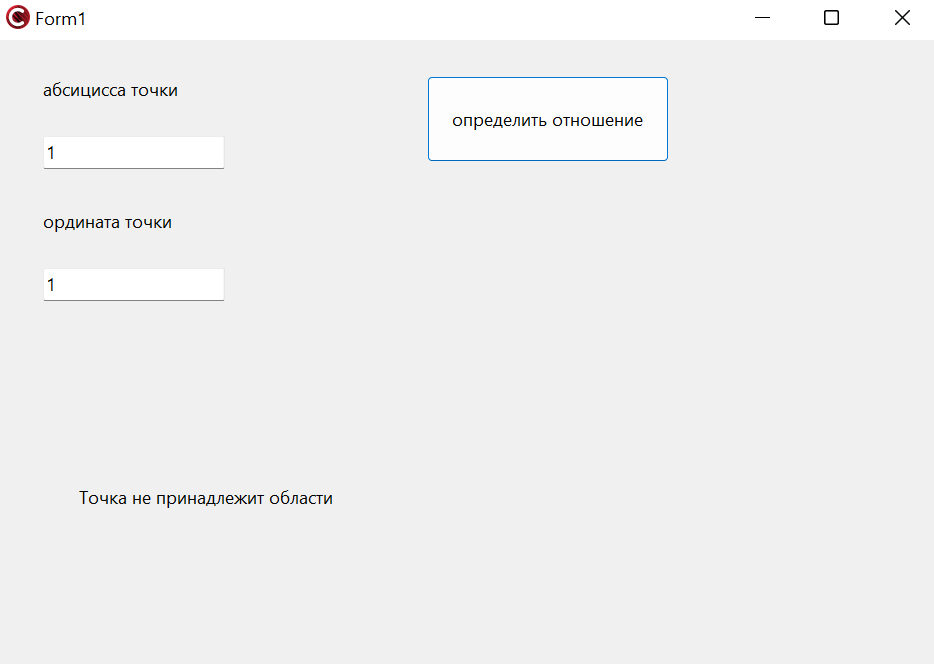 Form1
абсицисса точки
определить отношение
1
ордината точки
1
Точка не принадлежит области